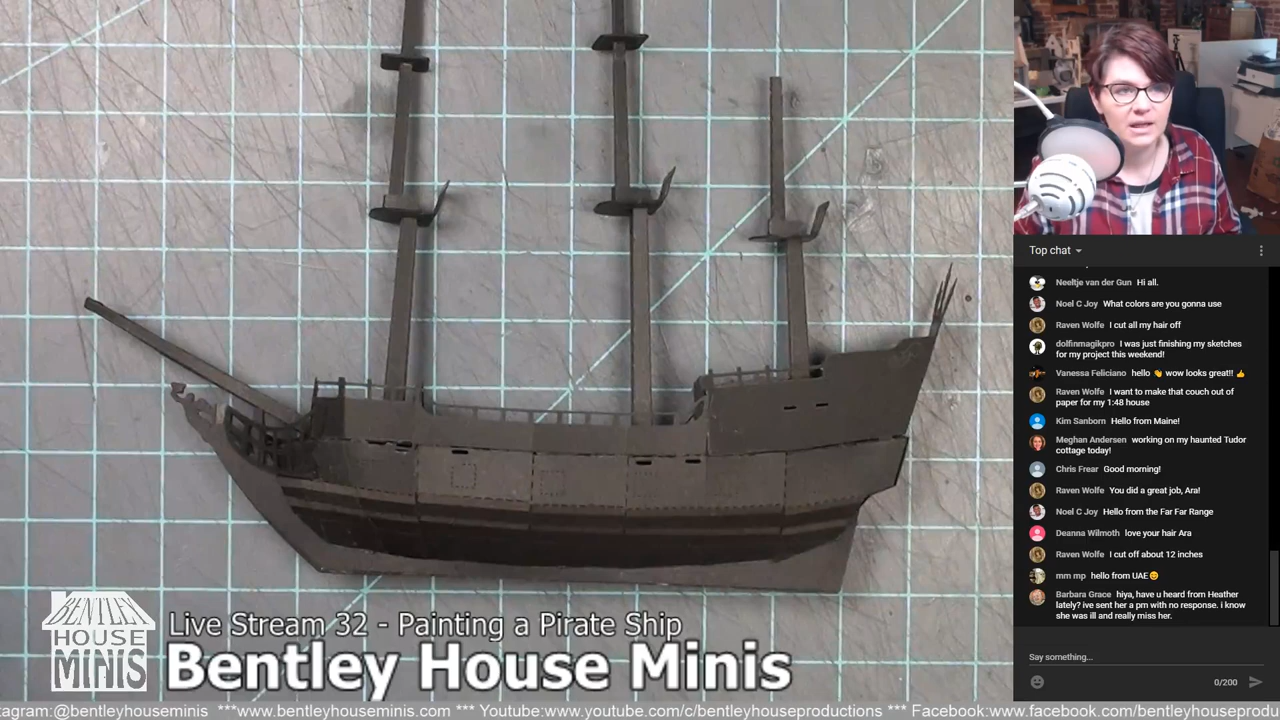 BENTLEY
HOUSE
MINIS
Live Stream 32 - Painting a Pirate Ship
Bentley House Minis
tagram:@bentleyhouseminis ***www.bentleyhouseminis.com *** Youtube:www.youtube.com/c/bentleyhouseproductions *** Facebook:www.facebook.com/bentleyhouseprodu
Top chat
Neeltje van der Gun Hi all.
Noel C Joy What colors are you gonna use
Raven Wolfe I cut all my hair off
dolfinmagikpro I was just finishing my sketches
for my project this weekend!
Vanessa Feliciano hello 👋 wow looks great!! 👍
Raven Wolfe I want to make that couch out of
paper for my 1:48 house
Kim Sanborn Hello from Maine!
Meghan Andersen working on my haunted Tudor
cottage today!
Chris Frear Good morning!
Raven Wolfe You did a great job, Ara!
Noel C Joy Hello from the Far Far Range
Deanna Wilmoth love your hair Ara
Raven Wolfe I cut off about 12 inches
mm mp hello from UAE😊
Barbara Grace hiya, have u heard from Heather
lately? ive sent her a pm with no response. i know
she was ill and really miss her.
Say something...
0/200